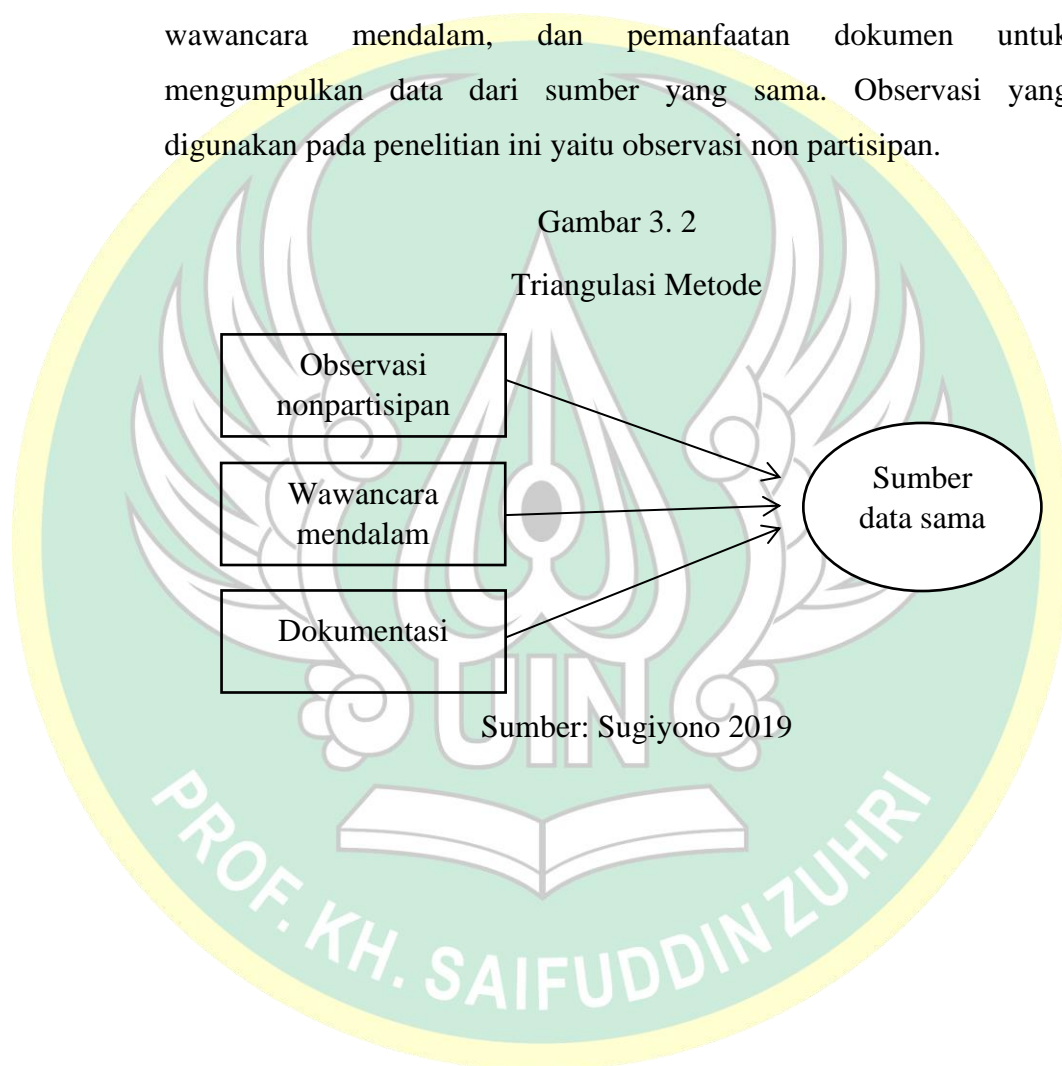 wawancara mendalam, dan pemanfaatan dokumen untuk
mengumpulkan data dari sumber yang sama. Observasi yang
digunakan pada penelitian ini yaitu observasi non partisipan.
Gambar 3. 2
Triangulasi Metode
Observasi
nonpartisipan
Wawancara
mendalam
Dokumentasi
Sumber
data sama
Sumber: Sugiyono 2019
UIN
PROF. KH. SAIFUDDIN ZUHRI